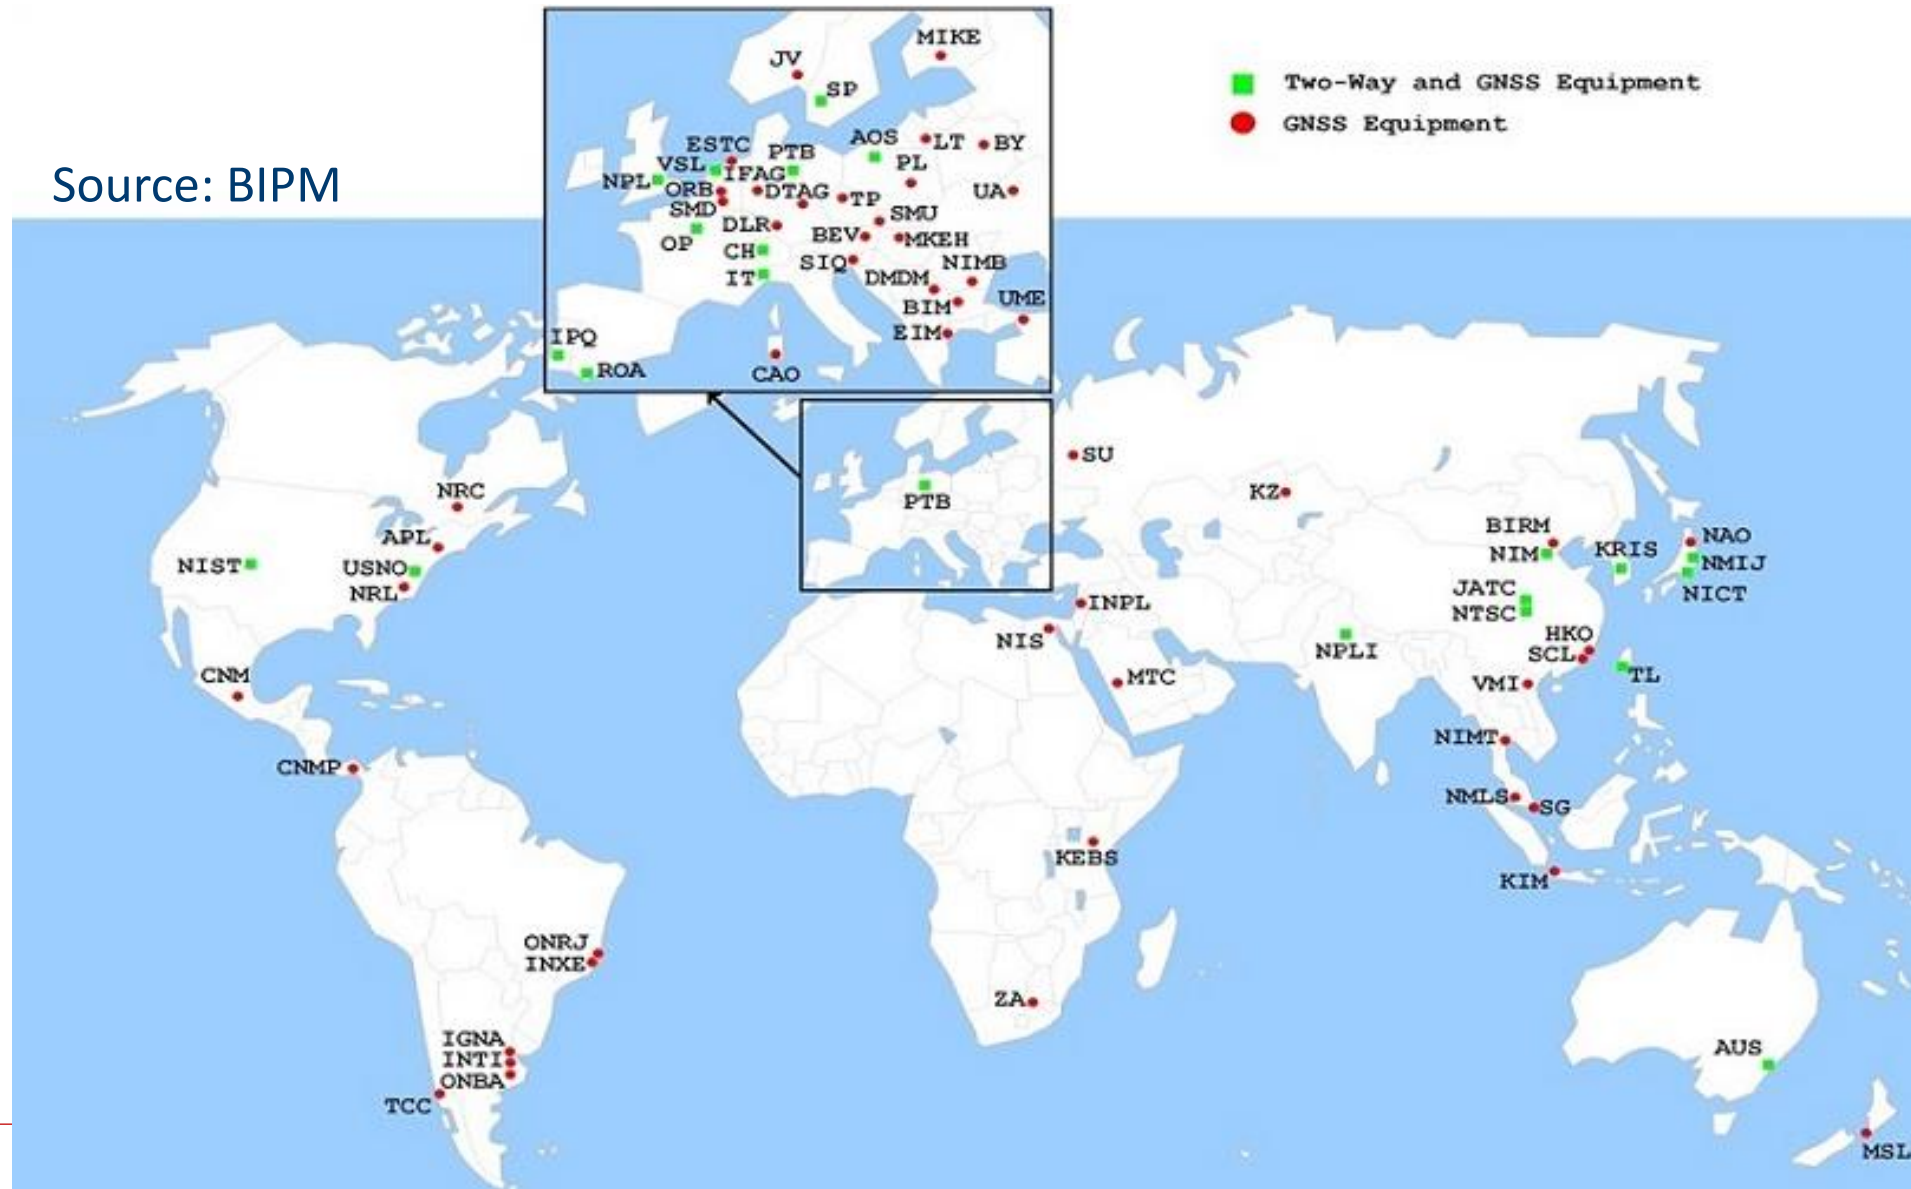 Source: BIPM
Two-Way and GNSS Equipment
GNSS Equipment
MIKE
JV
SP
AOS
LT
BY
ESTC
PTB
VSL
IFAG
PL
NPL
ORB
DTAG
TP
UA
SMD
SMU
OP
DLR
BEV
MKEH
CH
SIQ
NIMB
IT
DMDM
BIM
UME
EIM
IPQ
ROA
CAO
SU
PTB
KZ
NRC
APL
NIST
USNO
NRL
CNM
CNMP
BIRM
NIM
KRIS
NAO
NMIJ
NICT
JATC
NTSC
INPL
NIS
NPLI
HKO
SCL
TL
MTC
VMI
NIMT
NMLS
SG
KEBS
KIM
ONRJ
INXE
ZA
IGNA
INTI
ONBA
TCC
AUS
MSL